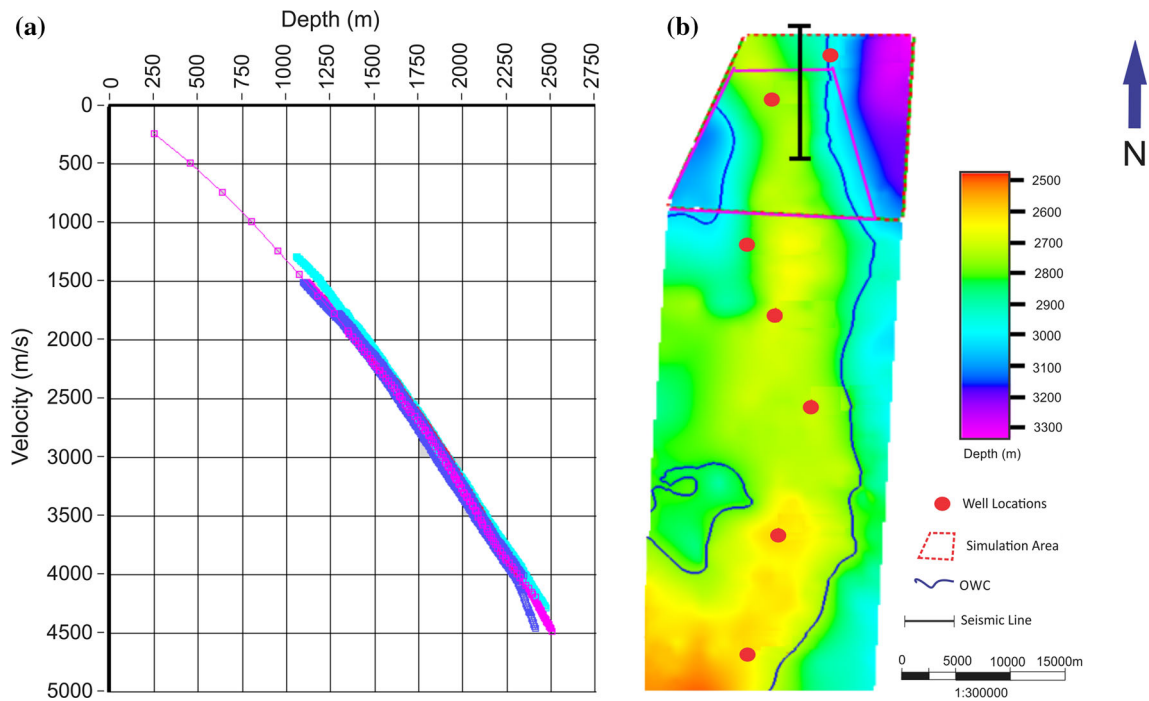 (a)
Depth (m)
0 250 500 750 1000 1250 1500 1750 2000 2250 2500 2750
Velocity (m/s)
0
500
1000
1500
2000
2500
3000
3500
4000
4500
5000
(b)
N
2500
2600
2700
2800
2900
3000
3100
3200
3300
Depth (m)
Well Locations
Simulation Area
OWC
Seismic Line
0 5000 10000 15000m
1:300000